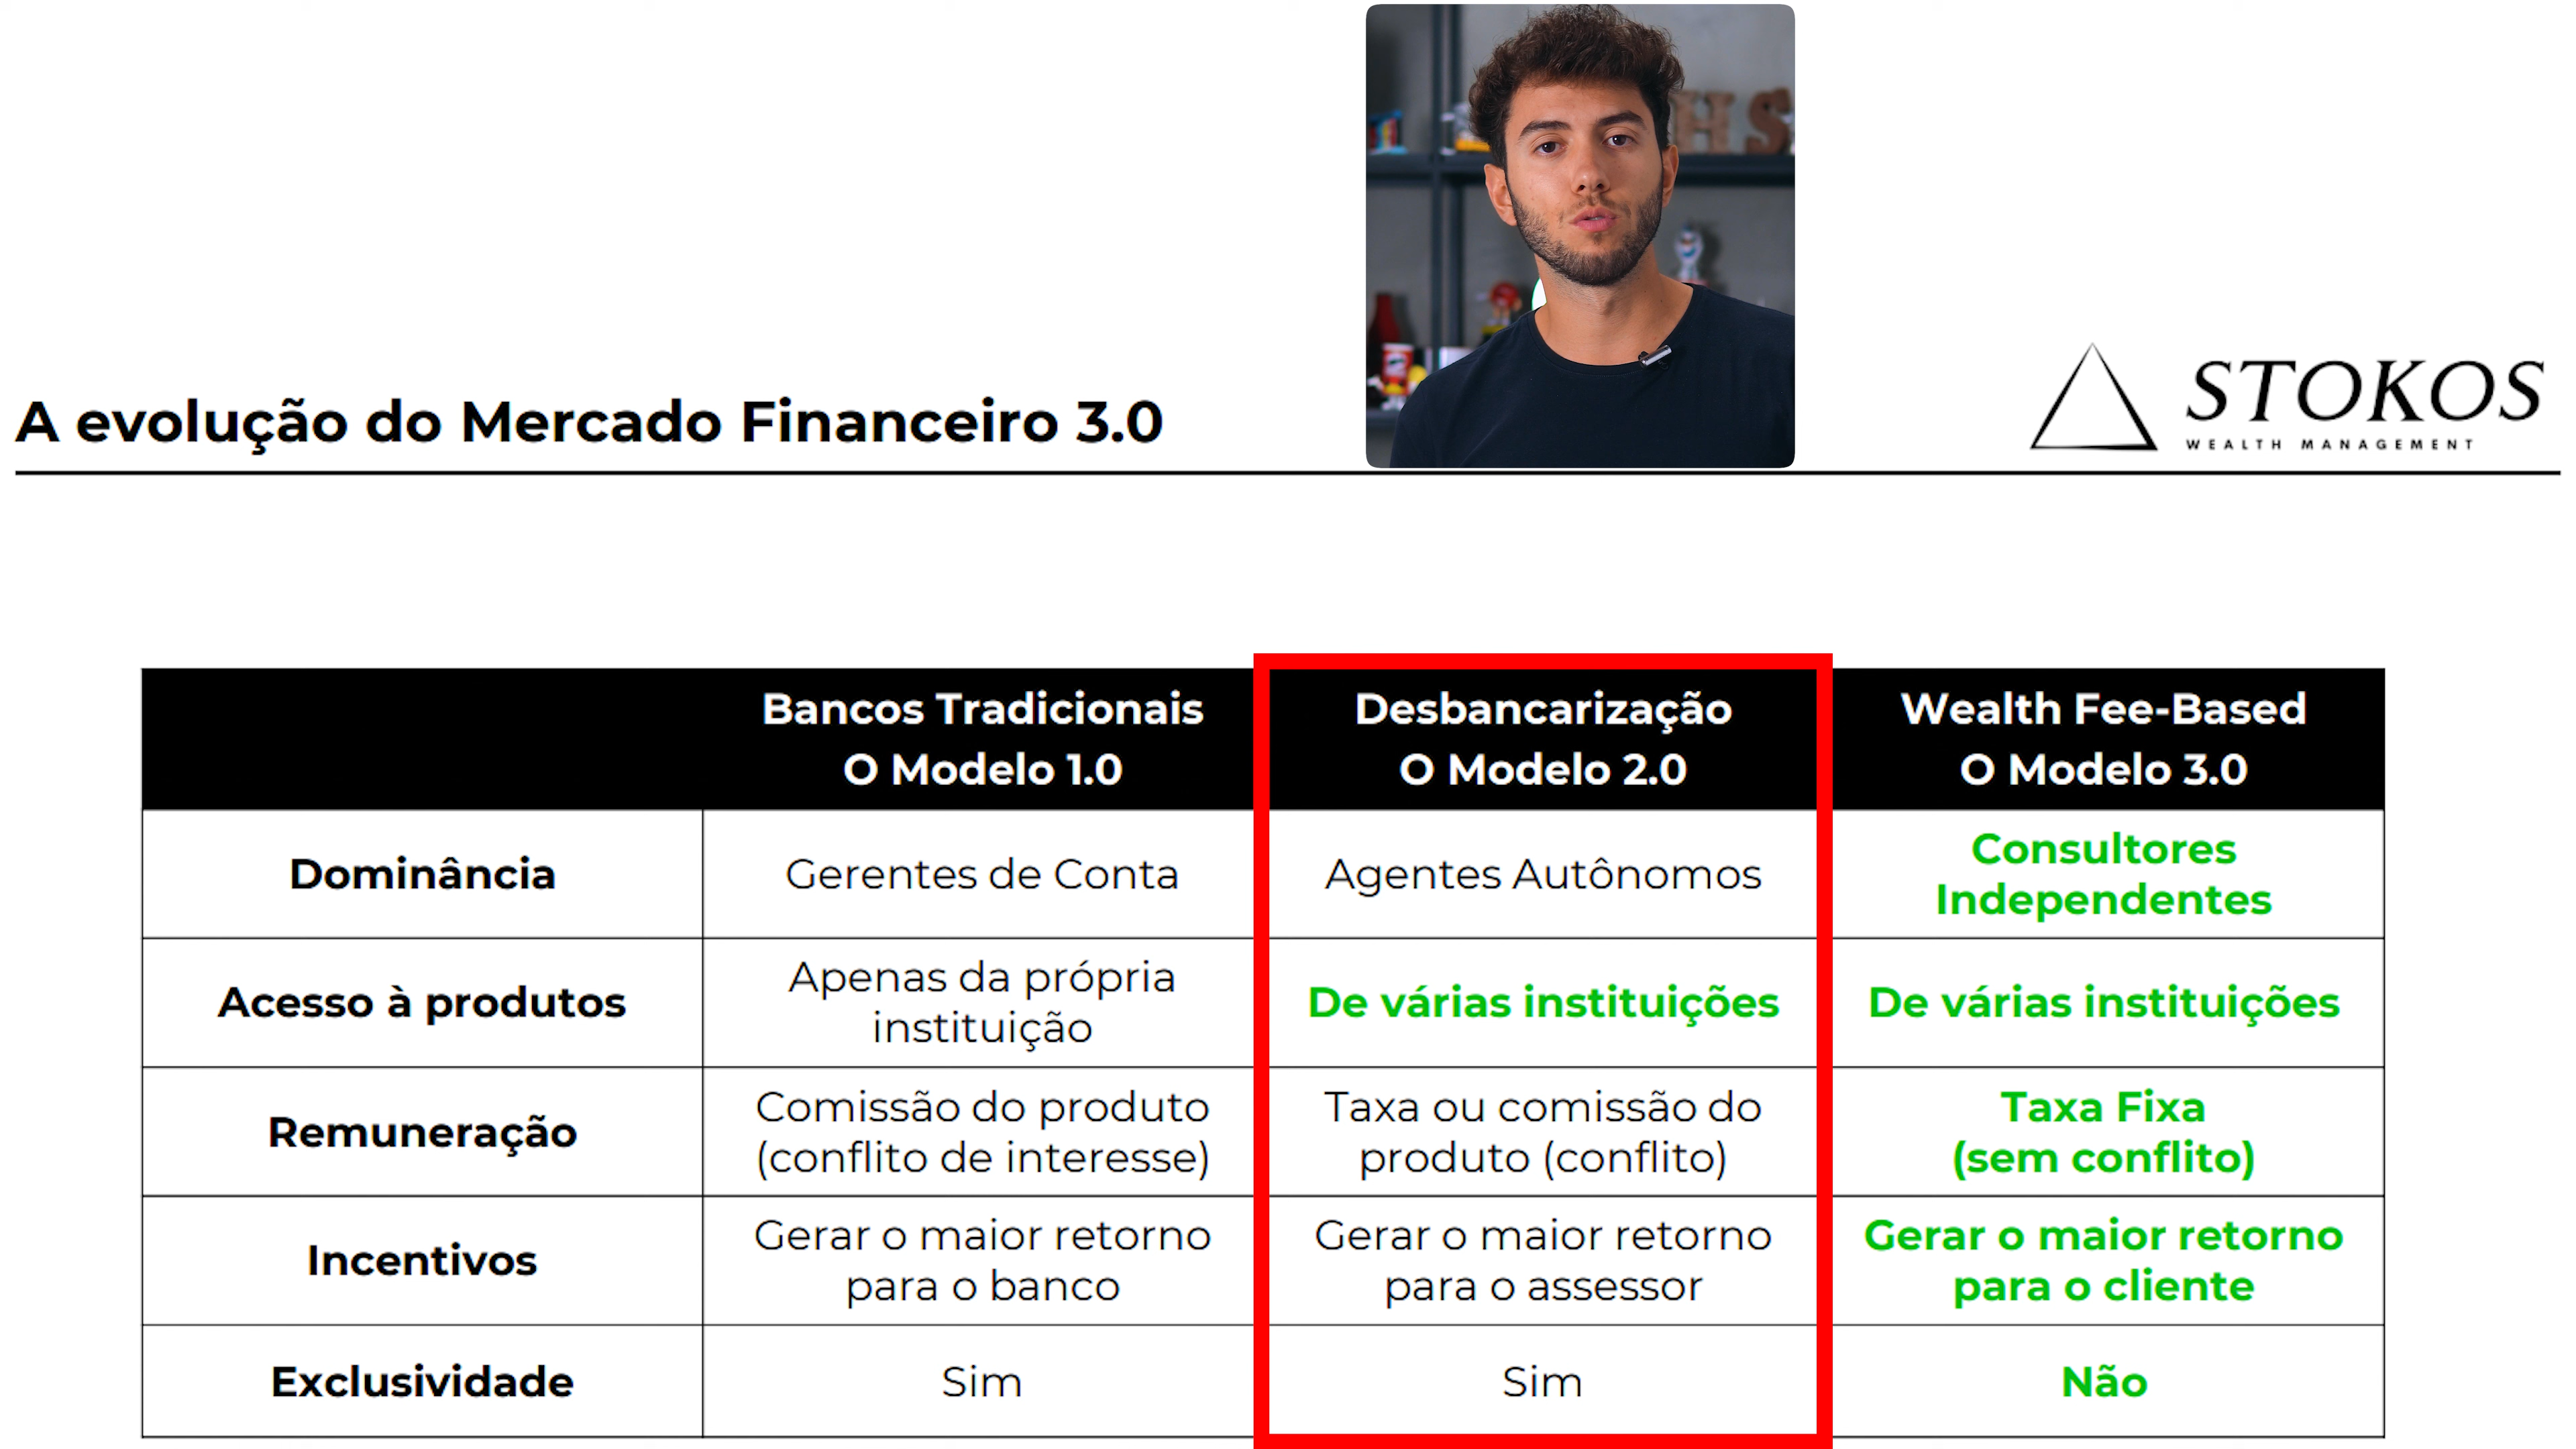 HS
A evolução do Mercado Financeiro 3.0
STOKOS
WEALTH MANAGEMENT
Bancos Tradicionais
O Modelo 1.0
Desbancarização
O Modelo 2.0
Wealth Fee-Based
O Modelo 3.0
Dominância
Gerentes de Conta
Agentes Autônomos
Consultores
Independentes
Acesso à produtos
Apenas da própria
instituição
De várias instituições
De várias instituições
Remuneração
Comissão do produto
(conflito de interesse)
Taxa ou comissão do
produto (conflito)
Taxa Fixa
(sem conflito)
Incentivos
Gerar o maior retorno
para o banco
Gerar o maior retorno
para o assessor
Gerar o maior retorno
para o cliente
Exclusividade
Sim
Sim
Não